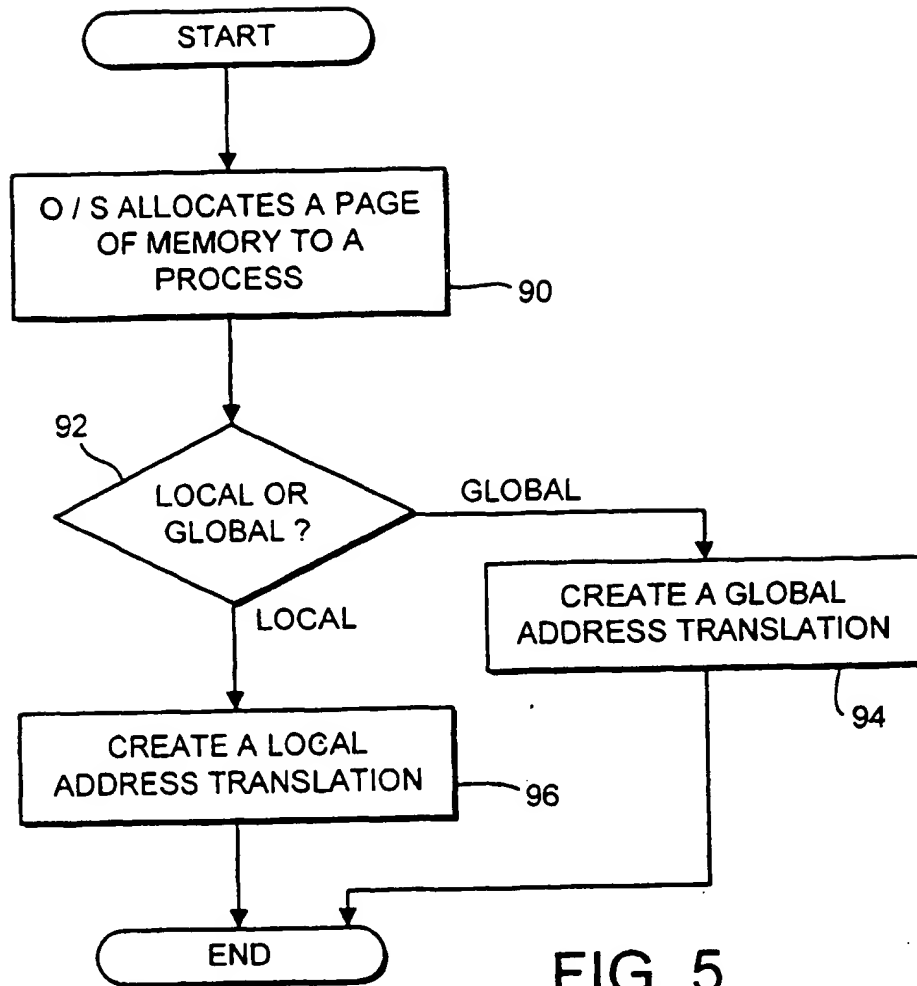 START
O / S ALLOCATES A PAGE
OF MEMORY TO A
PROCESS
90
92
LOCAL OR
GLOBAL ?
GLOBAL
LOCAL
CREATE A GLOBAL
ADDRESS TRANSLATION
94
CREATE A LOCAL
ADDRESS TRANSLATION
96
END
FIG. 5